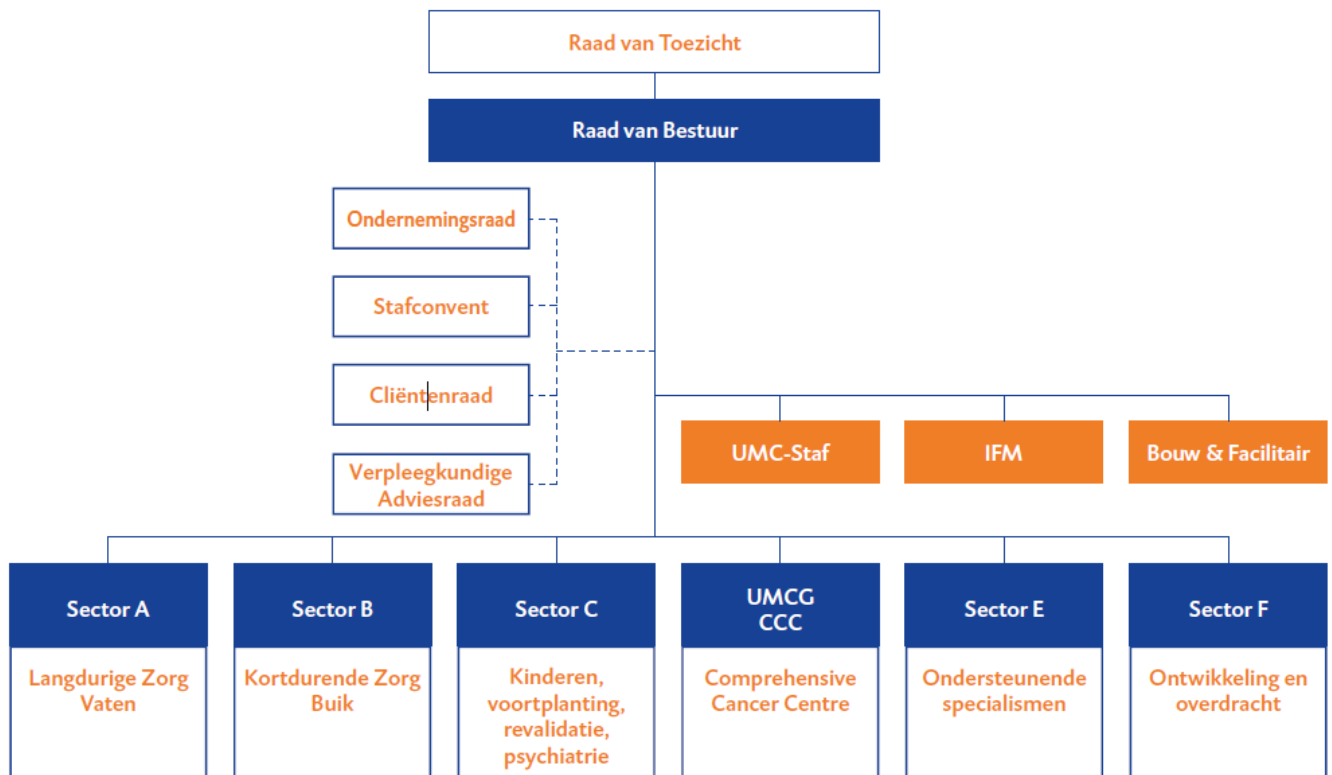 Raad van Toezicht
Raad van Bestuur
Ondernemingsraad
Stafconvent
Cliëntenraad
Verpleegkundige
Adviesraad
UMC-Staf
IFM
Bouw & Facilitair
Sector A
Langdurige Zorg
Vaten
Sector B
Kortdurende Zorg
Buik
Sector C
Kinderen,
voortplanting,
revalidatie,
psychiatrie
UMCG
CCC
Comprehensive
Cancer Centre
Sector E
Ondersteunende
specialismen
Sector F
Ontwikkeling en
overdracht